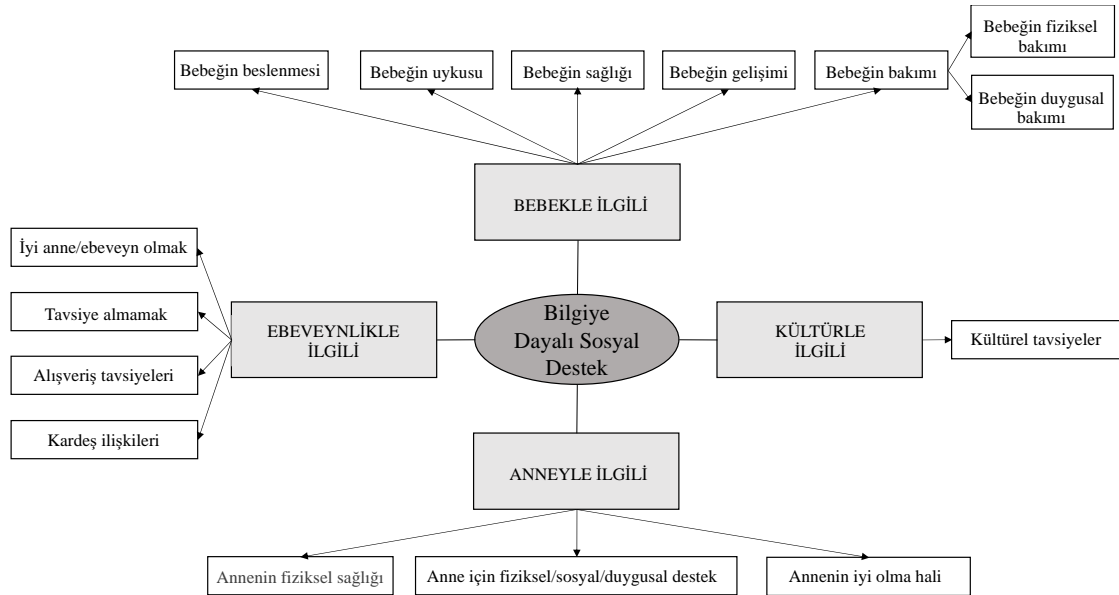 Bebeğin fiziksel
bakımı
Bebeğin beslenmesi
Bebeğin uykusu
Bebeğin sağlığı
Bebeğin gelişimi
Bebeğin bakımı
Bebeğin duygusal
bakımı
BEBEKLE İLGİLİ
İyi anne/ebeveyn olmak
Tavsiye almamak
Alışveriş tavsiyeleri
Kardeş ilişkileri
EBEVEYNLİKLE
İLGİLİ
Bilgiye
Dayalı Sosyal
Destek
KÜLTÜRLE
İLGİLİ
Kültürel tavsiyeler
ANNEYLE İLGİLİ
Annenin fiziksel sağlığı
Anne için fiziksel/sosyal/duygusal destek
Annenin iyi olma hali